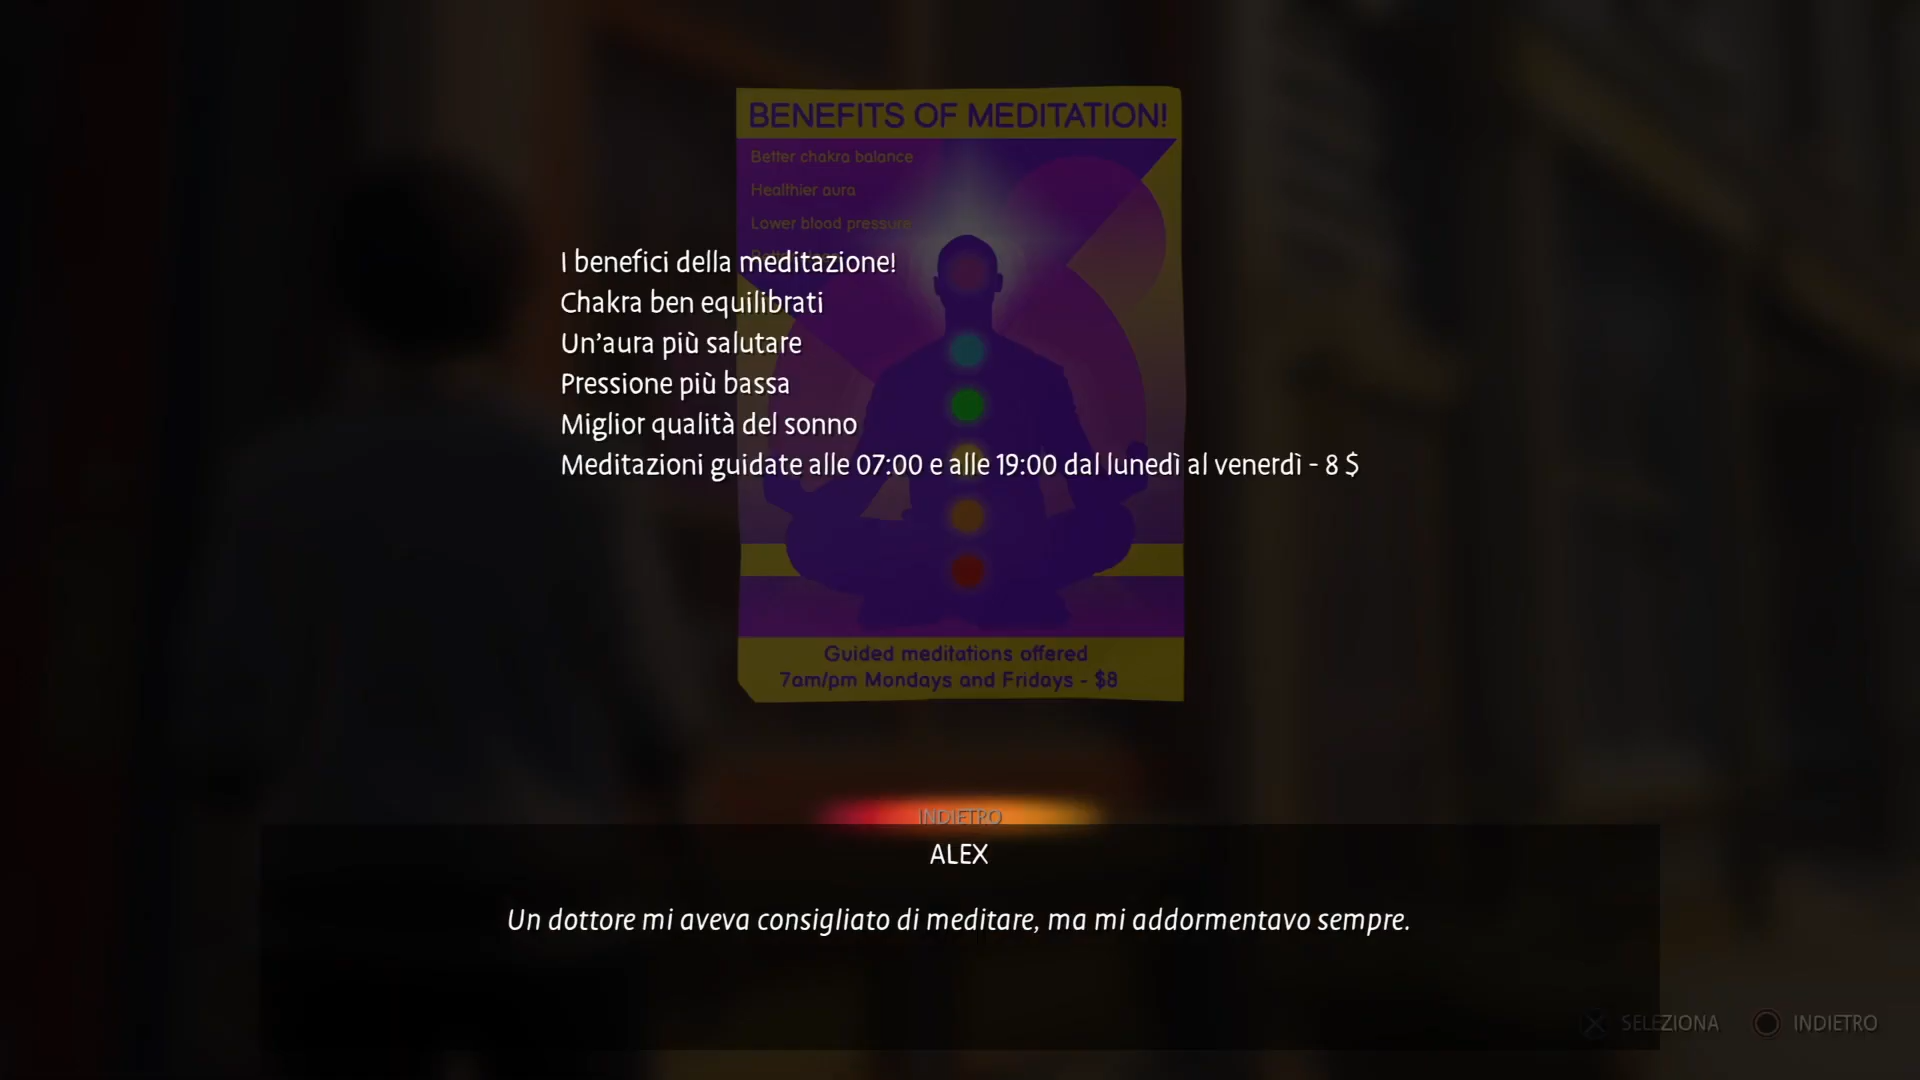 BENEFITS OF MEDITATION!
Better chakra balance
Healthier aura
Lower blood pressure
I benefici della meditazione!
Chakra ben equilibrati
Un'aura più salutare
Pressione più bassa
Miglior qualità del sonno
Meditazioni guidate alle 07:00 e alle 19:00 dal lunedì al venerdì - 8 $
Guided meditations offered
7am/pm Mondays and Fridays - $8
INDIETRO
ALEX
Un dottore mi aveva consigliato di meditare, ma mi addormentavo sempre.
SELEZIONA
INDIETRO